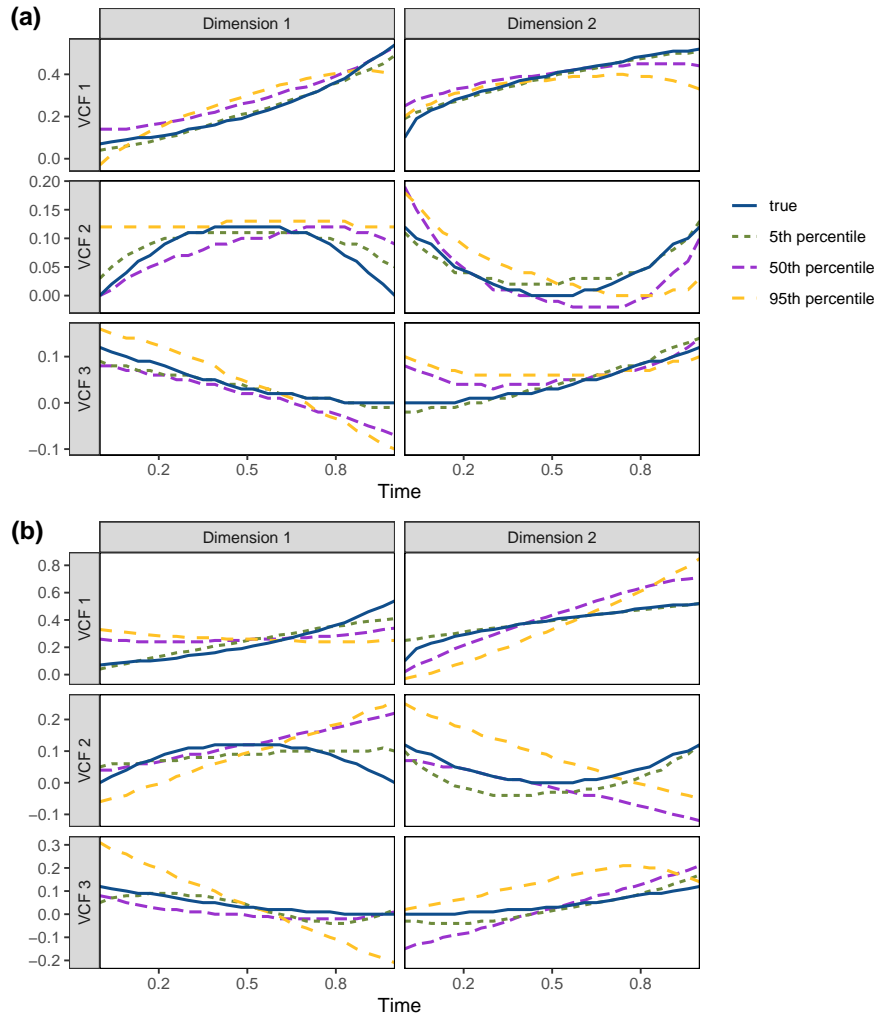 (a)
Dimension 1
Dimension 2
VCF 1
0.4
0.2
0.0
VCF 2
0.20
0.15
0.10
0.05
0.00
VCF 3
0.1
0.0
−0.1
0.2
0.5
0.8
0.2
0.5
0.8
Time
true
5th percentile
50th percentile
95th percentile
(b)
Dimension 1
Dimension 2
VCF 1
0.8
0.6
0.4
0.2
0.0
VCF 2
0.2
0.1
0.0
−0.1
VCF 3
0.3
0.2
0.1
0.0
−0.1
−0.2
0.2
0.5
0.8
0.2
0.5
0.8
Time